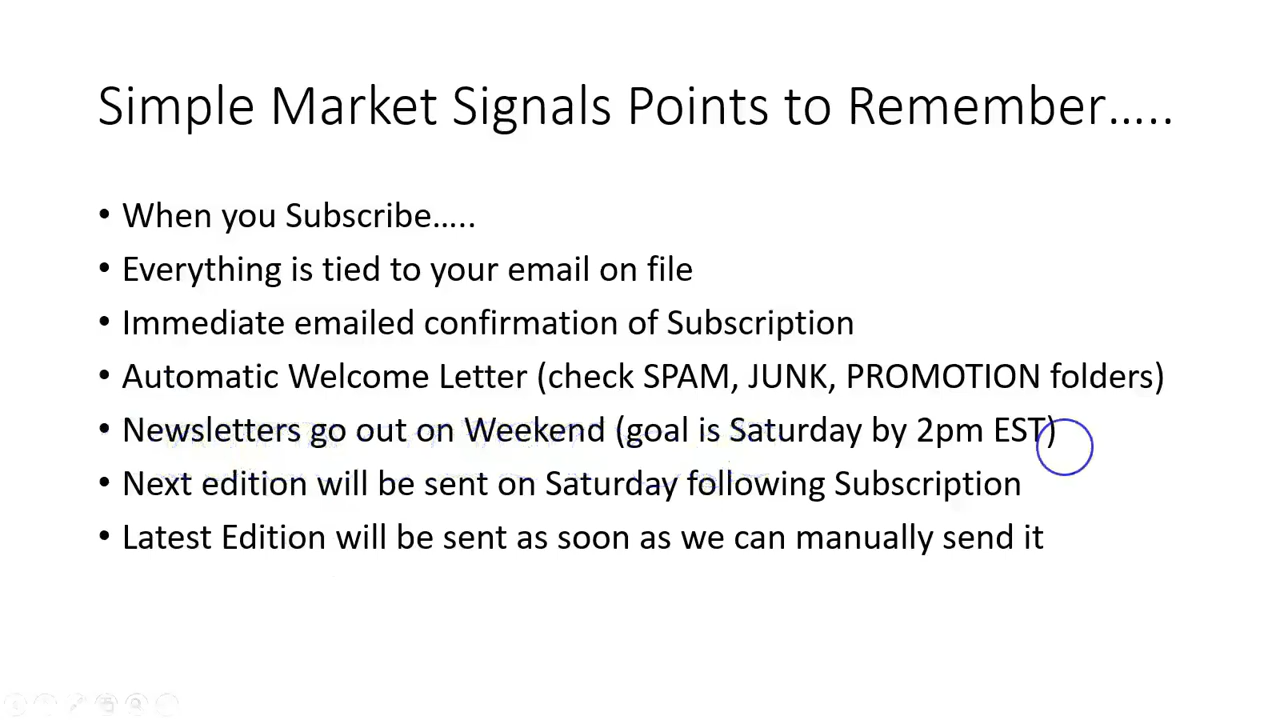 Simple Market Signals Points to Remember…..
• When you Subscribe…..
• Everything is tied to your email on file
• Immediate emailed confirmation of Subscription
• Automatic Welcome Letter (check SPAM, JUNK, PROMOTION folders)
• Newsletters go out on Weekend (goal is Saturday by 2pm EST)
• Next edition will be sent on Saturday following Subscription
• Latest Edition will be sent as soon as we can manually send it